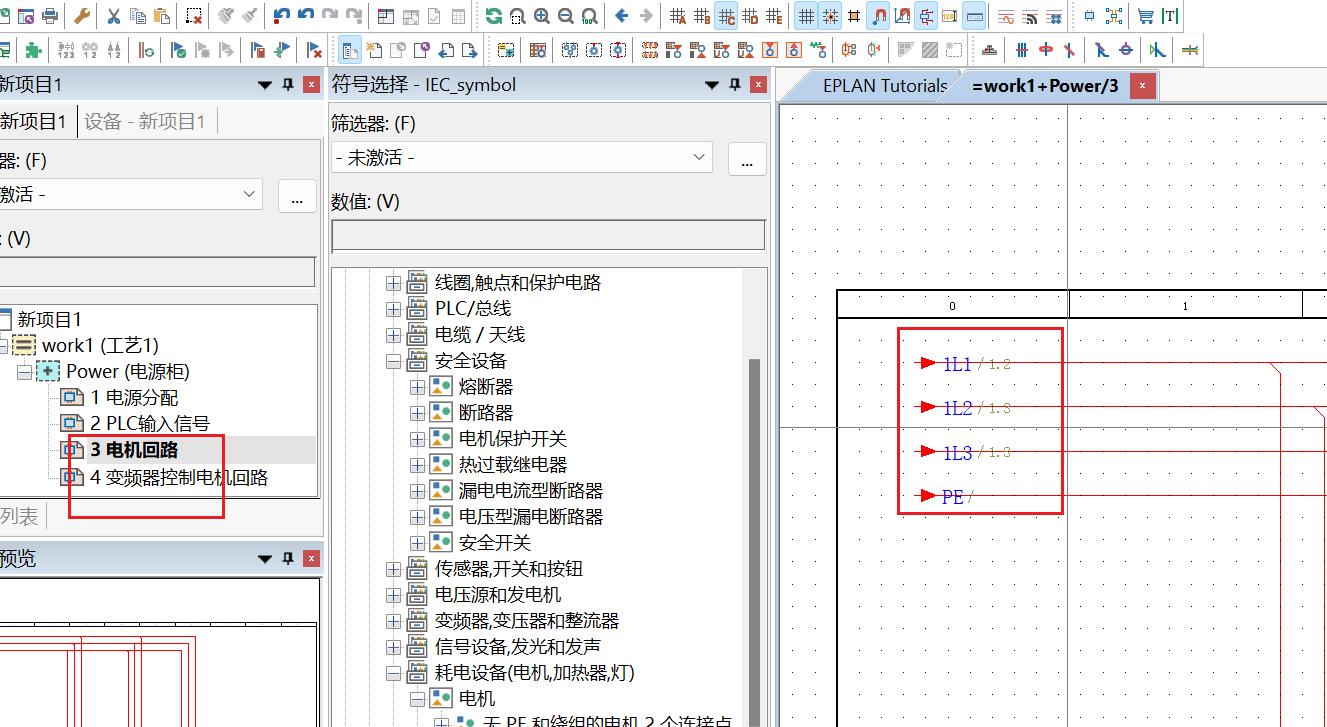 新项目1
符号选择 - IEC_symbol
EPLAN Tutorials
=work1+Power/3
新项目1
设备 - 新项目1
器: (F)
激活 -
...
: (V)
筛选器: (F)
- 未激活 -
...
数值: (V)
新项目1
work1 (工艺1)
Power (电源柜)
1 电源分配
2 PLC输入信号
3 电机回路
4 变频器控制电机回路
列表
预览
线圈,触点和保护电路
PLC/总线
电缆 / 天线
安全设备
熔断器
断路器
电机保护开关
热过载继电器
漏电电流型断路器
电压型漏电断路器
安全开关
传感器,开关和按钮
电压源和发电机
变频器,变压器和整流器
信号设备,发光和发声
耗电设备(电机,加热器,灯)
电机
无 PE 和绕组的电机 2 个连接点
0
1
1L1 / 1.2
1L2 / 1.3
1L3 / 1.3
PE /